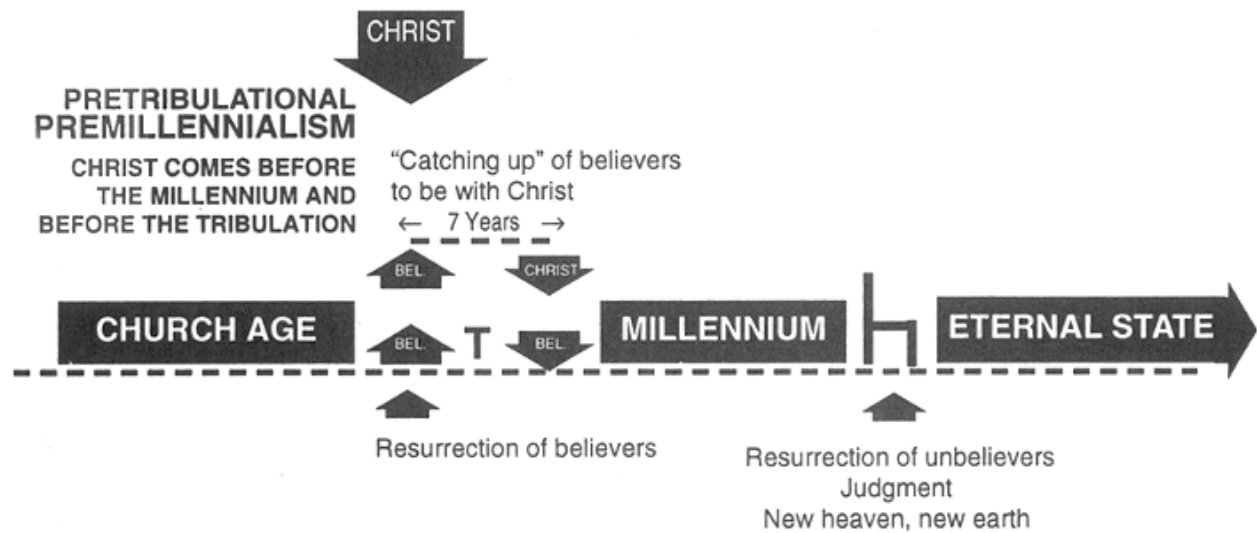 CHRIST
PRETRIBULATIONAL
PREMILLENNIALISM
CHRIST COMES BEFORE
THE MILLENNIUM AND
BEFORE THE TRIBULATION
“Catching up” of believers
to be with Christ
← 7 Years →
BEL.
CHRIST
CHURCH AGE
BEL.
T
BEL.
MILLENNIUM
ETERNAL STATE
Resurrection of believers
Resurrection of unbelievers
Judgment
New heaven, new earth